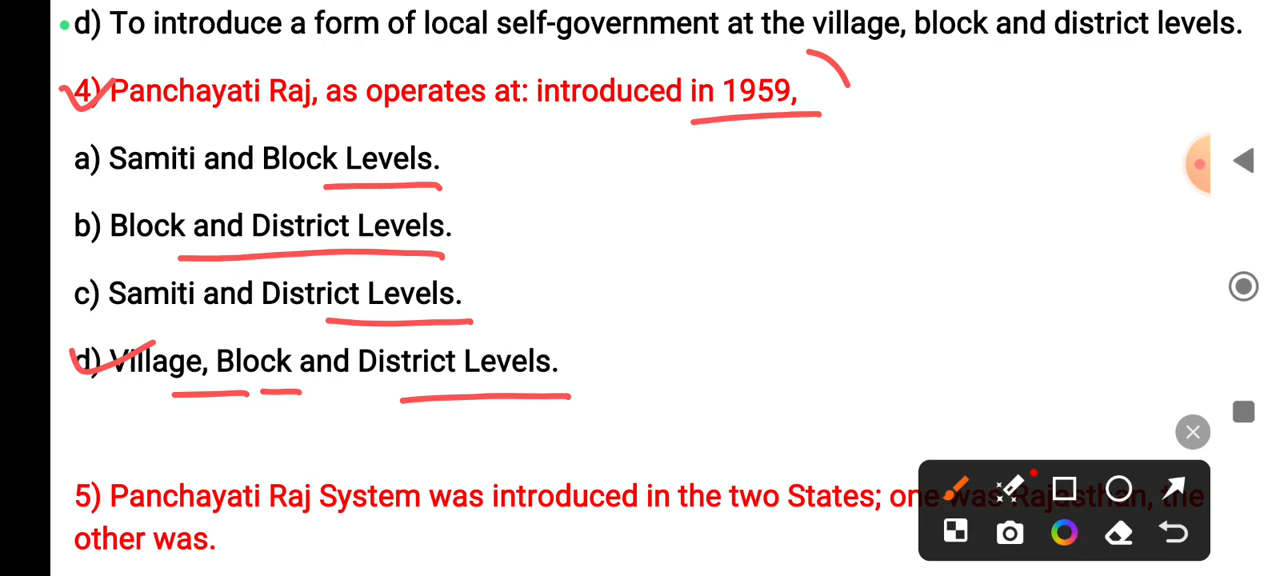 d) To introduce a form of local self-government at the village, block and district levels.
4) Panchayati Raj, as operates at: introduced in 1959,
a) Samiti and Block Levels.
b) Block and District Levels.
c) Samiti and District Levels.
d) Village, Block and District Levels.
5) Panchayati Raj System was introduced in the two States; one was Rajasthan, the
other was.